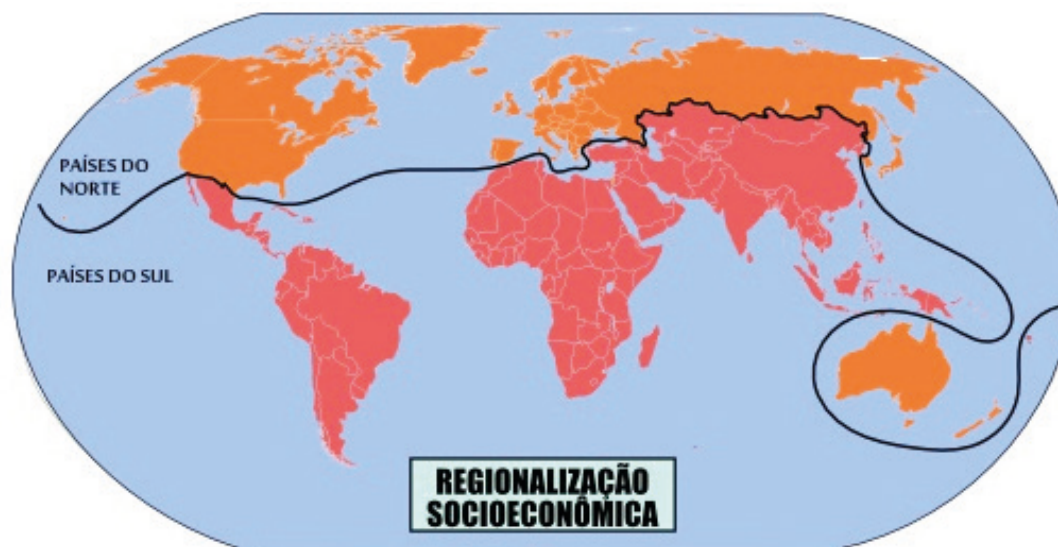 PAÍSES DO
NORTE
PAÍSES DO SUL
REGIONALIZAÇÃO
SOCIOECONÔMICA